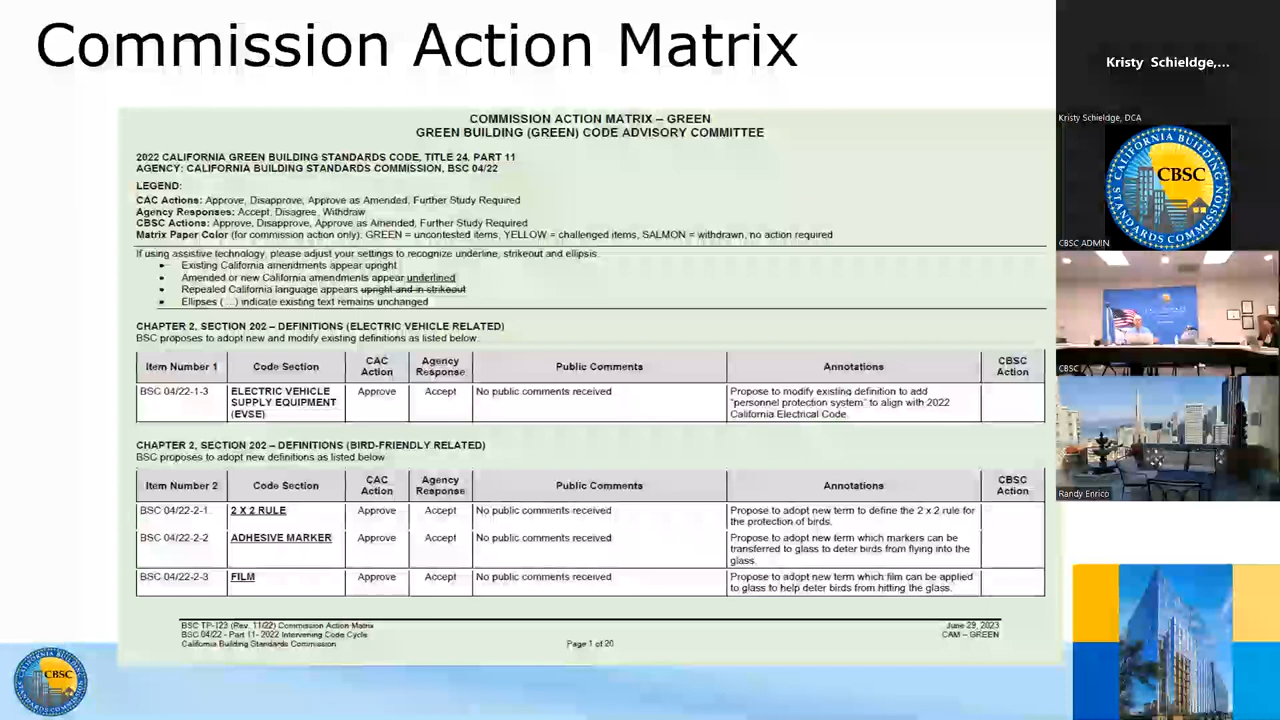 Commission Action Matrix
COMMISSION ACTION MATRIX – GREEN
GREEN BUILDING (GREEN) CODE ADVISORY COMMITTEE
2022 CALIFORNIA GREEN BUILDING STANDARDS CODE, TITLE 24, PART 11
AGENCY: CALIFORNIA BUILDING STANDARDS COMMISSION, BSC 04/22
LEGEND:
CAC Actions: Approve, Disapprove, Approve as Amended, Further Study Required
Agency Responses: Accept, Disagree, Withdraw
CBSC Actions: Approve, Disapprove, Approve as Amended, Further Study Required
Matrix Paper Color (for commission action only): GREEN = uncontested items, YELLOW = challenged items, SALMON = withdrawn, no action required
If using assistive technology, please adjust your settings to recognize underline, strikeout and ellipsis.
• Existing California amendments appear upright
• Amended or new California amendments appear underlined
• Repealed California language appears upright and in strikeout
• Ellipses ( ...) indicate existing text remains unchanged
CHAPTER 2, SECTION 202 – DEFINITIONS (ELECTRIC VEHICLE RELATED)
BSC proposes to adopt new and modify existing definitions as listed below.
Item Number 1 Code Section CAC Action Agency Response Public Comments Annotations CBSC Action
BSC 04/22-1-3 ELECTRIC VEHICLE SUPPLY EQUIPMENT (EVSE) Approve Accept No public comments received Propose to modify existing definition to add "personnel protection system" to align with 2022 California Electrical Code.
CHAPTER 2, SECTION 202 – DEFINITIONS (BIRD-FRIENDLY RELATED)
BSC proposes to adopt new definitions as listed below
Item Number 2 Code Section CAC Action Agency Response Public Comments Annotations CBSC Action
BSC 04/22-2-1 2 X 2 RULE Approve Accept No public comments received Propose to adopt new term to define the 2 x 2 rule for the protection of birds.
BSC 04/22-2-2 ADHESIVE MARKER Approve Accept No public comments received Propose to adopt new term which markers can be transferred to glass to deter birds from flying into the glass.
BSC 04/22-2-3 FILM Approve Accept No public comments received Propose to adopt new term which film can be applied to glass to help deter birds from hitting the glass.
BSC TP-123 (Rev. 11/22) Commission Action Matrix
BSC 04/22 - Part 11- 2022 Intervening Code Cycle
California Building Standards Commission
Page 1 of 20
June 29, 2023
CAM – GREEN
CALIFORNIA BUILDING STANDARDS COMMISSION
CBSC
Kristy Schieldge,...
Kristy Schieldge, DCA
CALIFORNIA BUILDING STANDARDS COMMISSION
CBSC
CBSC ADMIN
CBSC
Randy Enrico